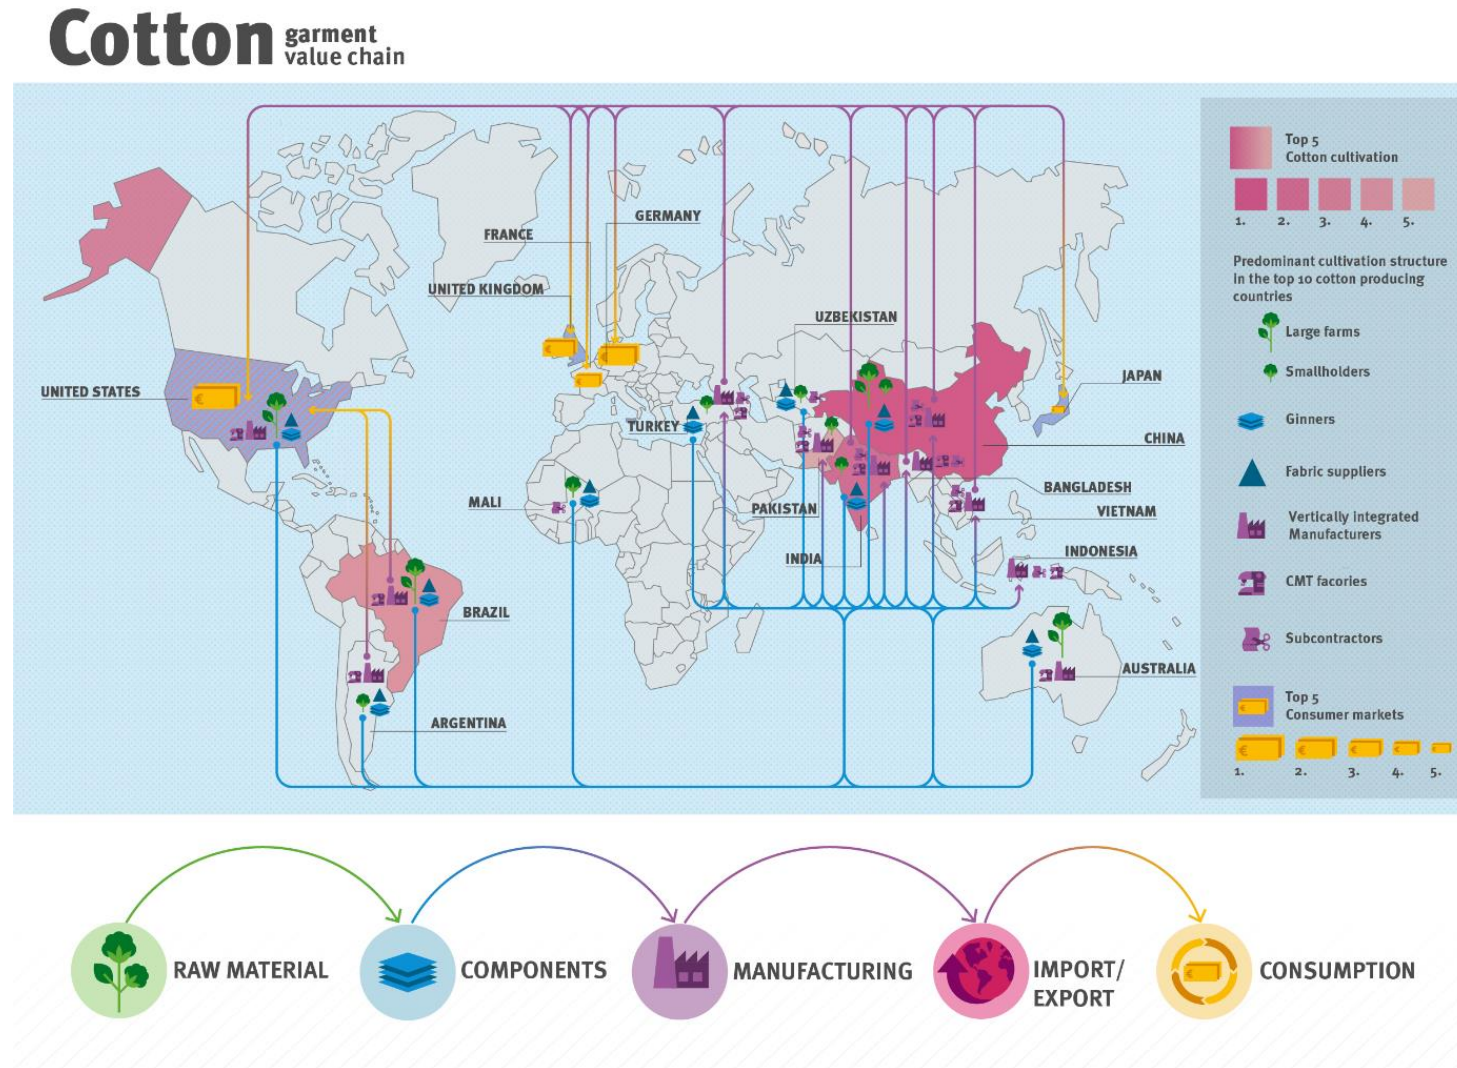 Cotton
garment
value chain
GERMANY
FRANCE
UNITED KINGDOM
UZBEKISTAN
UNITED STATES
JAPAN
TURKEY
CHINA
MALI
PAKISTAN
BANGLADESH
VIETNAM
INDIA
INDONESIA
BRAZIL
AUSTRALIA
ARGENTINA
Top 5
Cotton cultivation
1. 2. 3. 4. 5.
Predominant cultivation structure
in the top 10 cotton producing
countries
Large farms
Smallholders
Ginners
Fabric suppliers
Vertically integrated
Manufacturers
CMT facories
Subcontractors
Top 5
Consumer markets
1. 2. 3. 4. 5.
RAW MATERIAL
COMPONENTS
MANUFACTURING
IMPORT/
EXPORT
CONSUMPTION